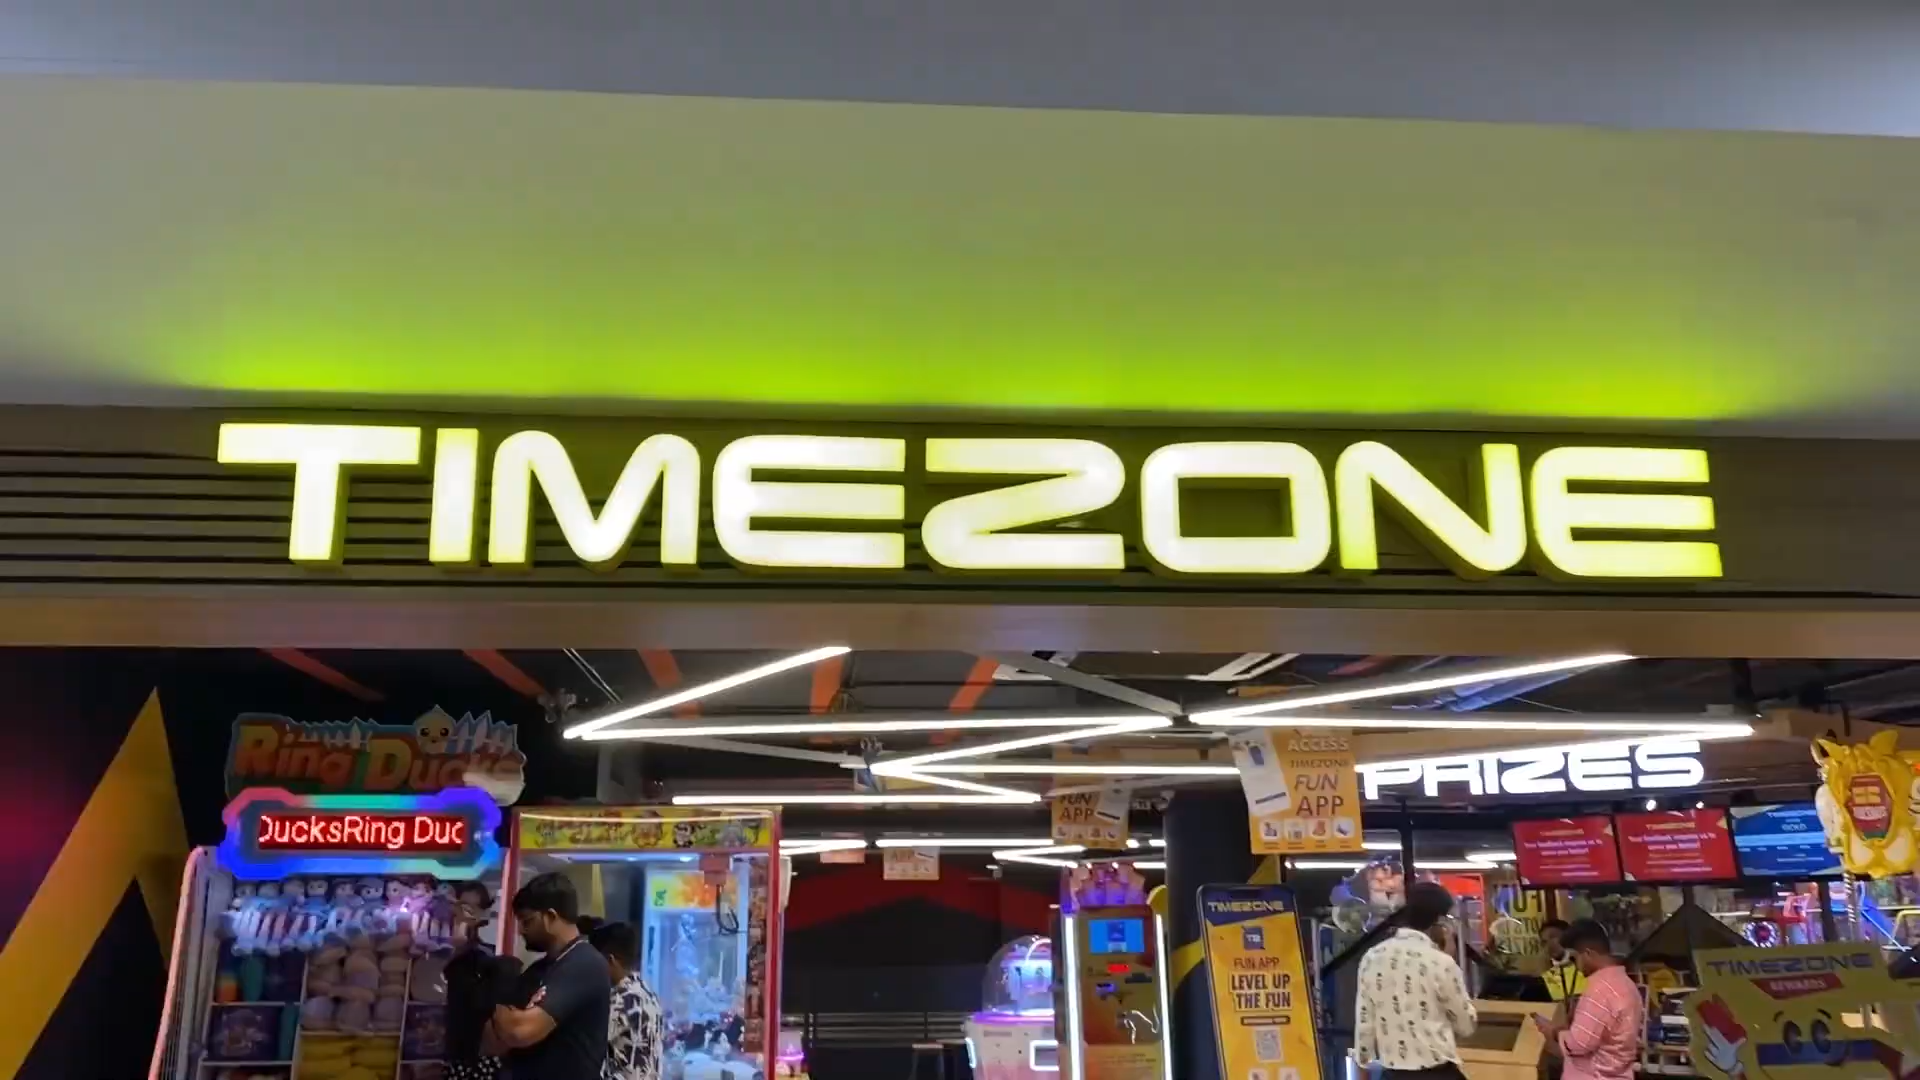 TIMEZONE
Ring Ducks
DucksRing Duc
ACCESS
TIMEZONE
FUN
APP
FUN
APP
PRIZES
TIMEZONE
FUN APP
LEVEL UP
THE FUN
TIMEZONE
REWARDS